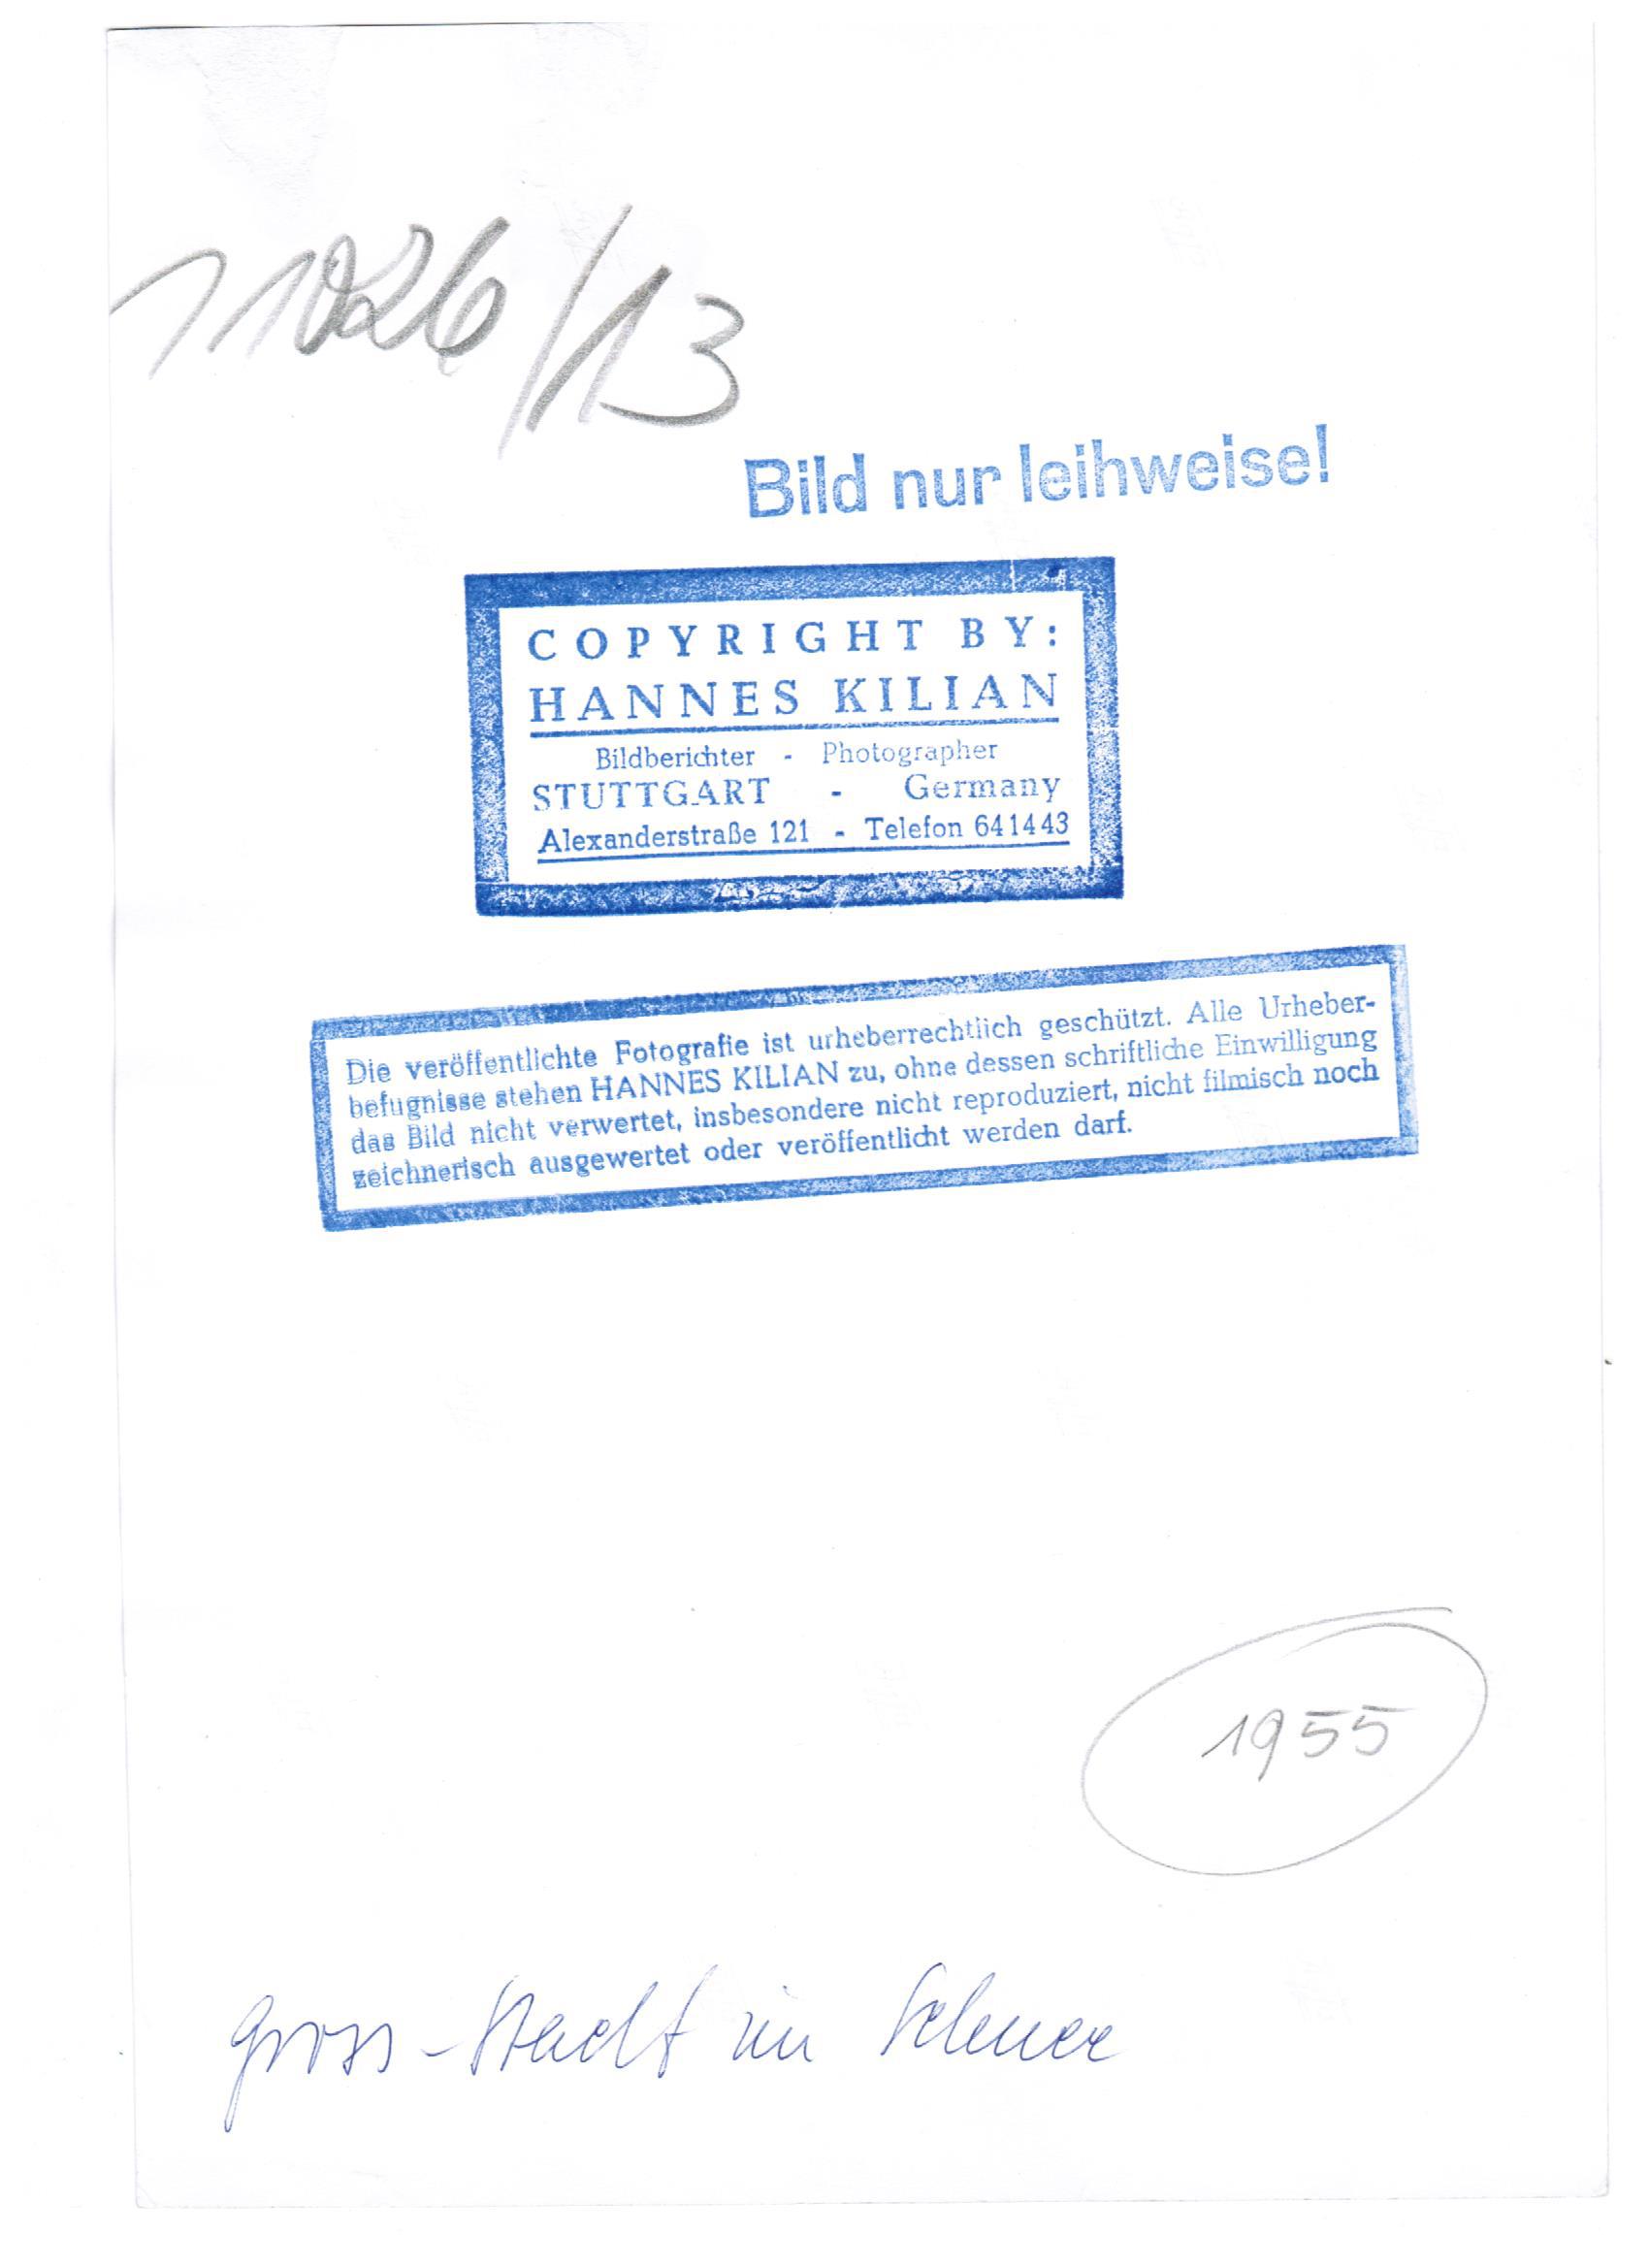 11026/13
Bild nur leihweise!
COPYRIGHT BY:
HANNES KILIAN
Bildberichter - Photographer
STUTTGART - Germany
Alexanderstraße 121 - Telefon 641443
Die veröffentlichte Fotografie ist urheberrechtlich geschützt. Alle Urheber-
befugnisse stehen HANNES KILIAN zu, ohne dessen schriftliche Einwilligung
das Bild nicht verwertet, insbesondere nicht reproduziert, nicht filmisch noch
zeichnerisch ausgewertet oder veröffentlicht werden darf.
1955
Gross-Stadt im Schnee